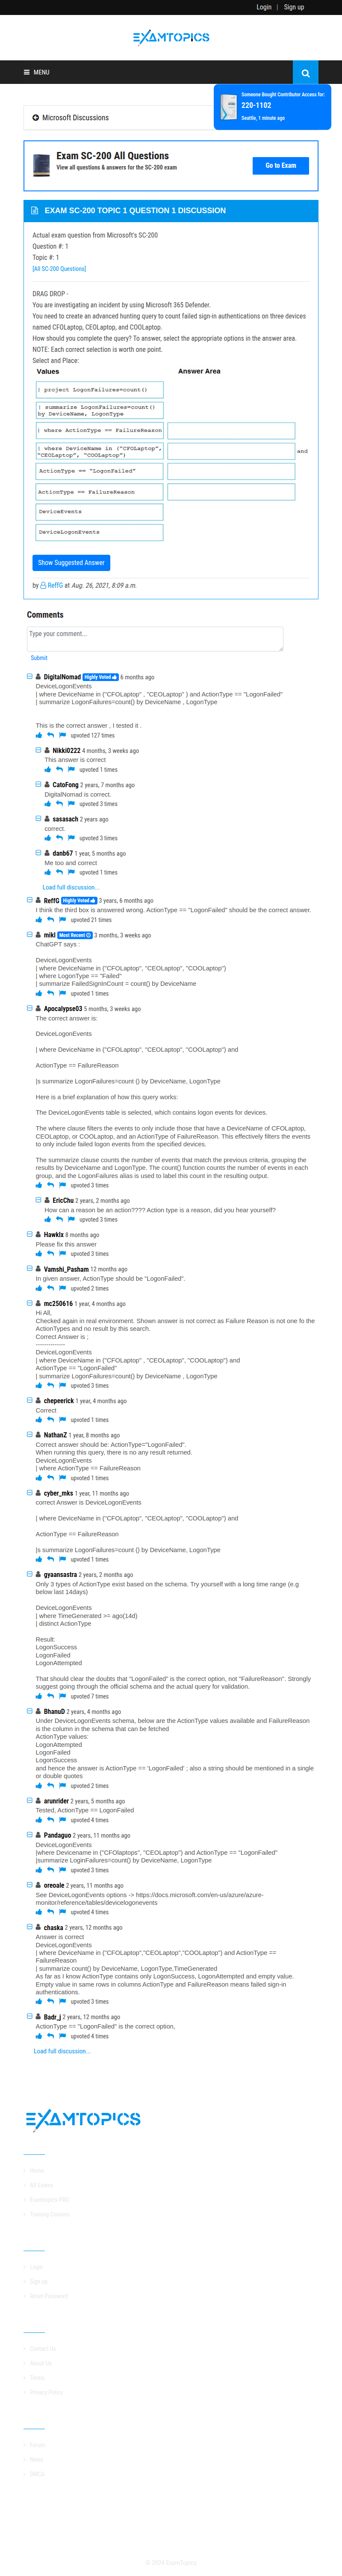 Login | Sign up
EXAMTOPICS
MENU
Someone Bought Contributor Access for:
220-1102
Seattle, 1 minute ago
Microsoft Discussions
Exam SC-200 All Questions
View all questions & answers for the SC-200 exam
Go to Exam
EXAM SC-200 TOPIC 1 QUESTION 1 DISCUSSION
Actual exam question from Microsoft's SC-200
Question #: 1
Topic #: 1
[All SC-200 Questions]
DRAG DROP -
You are investigating an incident by using Microsoft 365 Defender.
You need to create an advanced hunting query to count failed sign-in authentications on three devices
named CFOLaptop, CEOLaptop, and COOLaptop.
How should you complete the query? To answer, select the appropriate options in the answer area.
NOTE: Each correct selection is worth one point.
Select and Place:
Values
Answer Area
| project LogonFailures=count()
| summarize LogonFailures=count()
by DeviceName, LogonType
| where ActionType == FailureReason
| where DeviceName in ("CFOLaptop",
"CEOLaptop", "COOLaptop")
and
ActionType == "LogonFailed"
ActionType == FailureReason
DeviceEvents
DeviceLogonEvents
Show Suggested Answer
by ReffG at Aug. 26, 2021, 8:09 a.m.
Comments
Type your comment...
Submit
DigitalNomad Highly Voted 6 months ago
DeviceLogonEvents
| where DeviceName in ("CFOLaptop" , "CEOLaptop" ) and ActionType == "LogonFailed"
| summarize LogonFailures=count() by DeviceName , LogonType
This is the correct answer , I tested it .
upvoted 127 times
Nikki0222 4 months, 3 weeks ago
This answer is correct
upvoted 1 times
CatoFong 2 years, 7 months ago
DigitalNomad is correct.
upvoted 3 times
sasasach 2 years ago
correct.
upvoted 3 times
danb67 1 year, 5 months ago
Me too and correct
upvoted 1 times
Load full discussion...
ReffG Highly Voted 3 years, 6 months ago
I think the third box is answered wrong. ActionType == "LogonFailed" should be the correct answer.
upvoted 21 times
mikl Most Recent 3 months, 3 weeks ago
ChatGPT says :
DeviceLogonEvents
| where DeviceName in ("CFOLaptop", "CEOLaptop", "COOLaptop")
| where LogonType == "Failed"
| summarize FailedSignInCount = count() by DeviceName
upvoted 1 times
Apocalypse03 5 months, 3 weeks ago
The correct answer is:
DeviceLogonEvents
| where DeviceName in ("CFOLaptop", "CEOLaptop", "COOLaptop") and
ActionType == FailureReason
|s summarize LogonFailures=count () by DeviceName, LogonType
Here is a brief explanation of how this query works:
The DeviceLogonEvents table is selected, which contains logon events for devices.
The where clause filters the events to only include those that have a DeviceName of CFOLaptop,
CEOLaptop, or COOLaptop, and an ActionType of FailureReason. This effectively filters the events
to only include failed logon events from the specified devices.
The summarize clause counts the number of events that match the previous criteria, grouping the
results by DeviceName and LogonType. The count() function counts the number of events in each
group, and the LogonFailures alias is used to label this count in the resulting output.
upvoted 3 times
EricChu 2 years, 2 months ago
How can a reason be an action???? Action type is a reason, did you hear yourself?
upvoted 3 times
Hawklx 8 months ago
Please fix this answer
upvoted 3 times
Vamshi_Pasham 12 months ago
In given answer, ActionType should be "LogonFailed".
upvoted 2 times
mc250616 1 year, 4 months ago
Hi All,
Checked again in real environment. Shown answer is not correct as Failure Reason is not one fo the
ActionTypes and no result by this search.
Correct Answer is ;
--------------
DeviceLogonEvents
| where DeviceName in ("CFOLaptop" , "CEOLaptop", "COOLaptop") and
ActionType == "LogonFailed"
| summarize LogonFailures=count() by DeviceName , LogonType
upvoted 3 times
chepeerick 1 year, 4 months ago
Correct
upvoted 1 times
NathanZ 1 year, 8 months ago
Correct answer should be: ActionType="LogonFailed".
When running this query, there is no any result returned.
DeviceLogonEvents
| where ActionType == FailureReason
upvoted 1 times
cyber_mks 1 year, 11 months ago
correct Answer is DeviceLogonEvents
| where DeviceName in ("CFOLaptop", "CEOLaptop", "COOLaptop") and
ActionType == FailureReason
|s summarize LogonFailures=count () by DeviceName, LogonType
upvoted 1 times
gyaansastra 2 years, 2 months ago
Only 3 types of ActionType exist based on the schema. Try yourself with a long time range (e.g
below last 14days)
DeviceLogonEvents
| where TimeGenerated >= ago(14d)
| distinct ActionType
Result:
LogonSuccess
LogonFailed
LogonAttempted
That should clear the doubts that "LogonFailed" is the correct option, not "FailureReason". Strongly
suggest going through the official schema and the actual query for validation.
upvoted 7 times
BhanuD 2 years, 4 months ago
Under DeviceLogonEvents schema, below are the ActionType values available and FailureReason
is the column in the schema that can be fetched
ActionType values:
LogonAttempted
LogonFailed
LogonSuccess
and hence the answer is ActionType == 'LogonFailed' ; also a string should be mentioned in a single
or double quotes
upvoted 2 times
arunrider 2 years, 5 months ago
Tested, ActionType == LogonFailed
upvoted 4 times
Pandaguo 2 years, 11 months ago
DeviceLogonEvents
|where Devicename in ("CFOlaptops", "CEOLaptop") and ActionType == "LogonFailed"
|summarize LoginFailures=count() by DeviceName, LogonType
upvoted 3 times
oreoale 2 years, 11 months ago
See DeviceLogonEvents options -> https://docs.microsoft.com/en-us/azure/azure-
monitor/reference/tables/devicelogonevents
upvoted 4 times
chaska 2 years, 12 months ago
Answer is correct
DeviceLogonEvents
| where DeviceName in ("CFOLaptop","CEOLaptop","COOLaptop") and ActionType ==
FailureReason
| summarize count() by DeviceName, LogonType,TimeGenerated
As far as I know ActionType contains only LogonSuccess, LogonAttempted and empty value.
Empty value in same rows in columns ActionType and FailureReason means failed sign-in
authentications.
upvoted 3 times
Badr_j 2 years, 12 months ago
ActionType == "LogonFailed" is the correct option,
upvoted 4 times
Load full discussion...
EXAMTOPICS
Home
All Exams
Examtopics PRO
Training Courses
Login
Sign up
Reset Password
Contact Us
About Us
Terms
Privacy Policy
Forum
News
DMCA
© 2024 ExamTopics